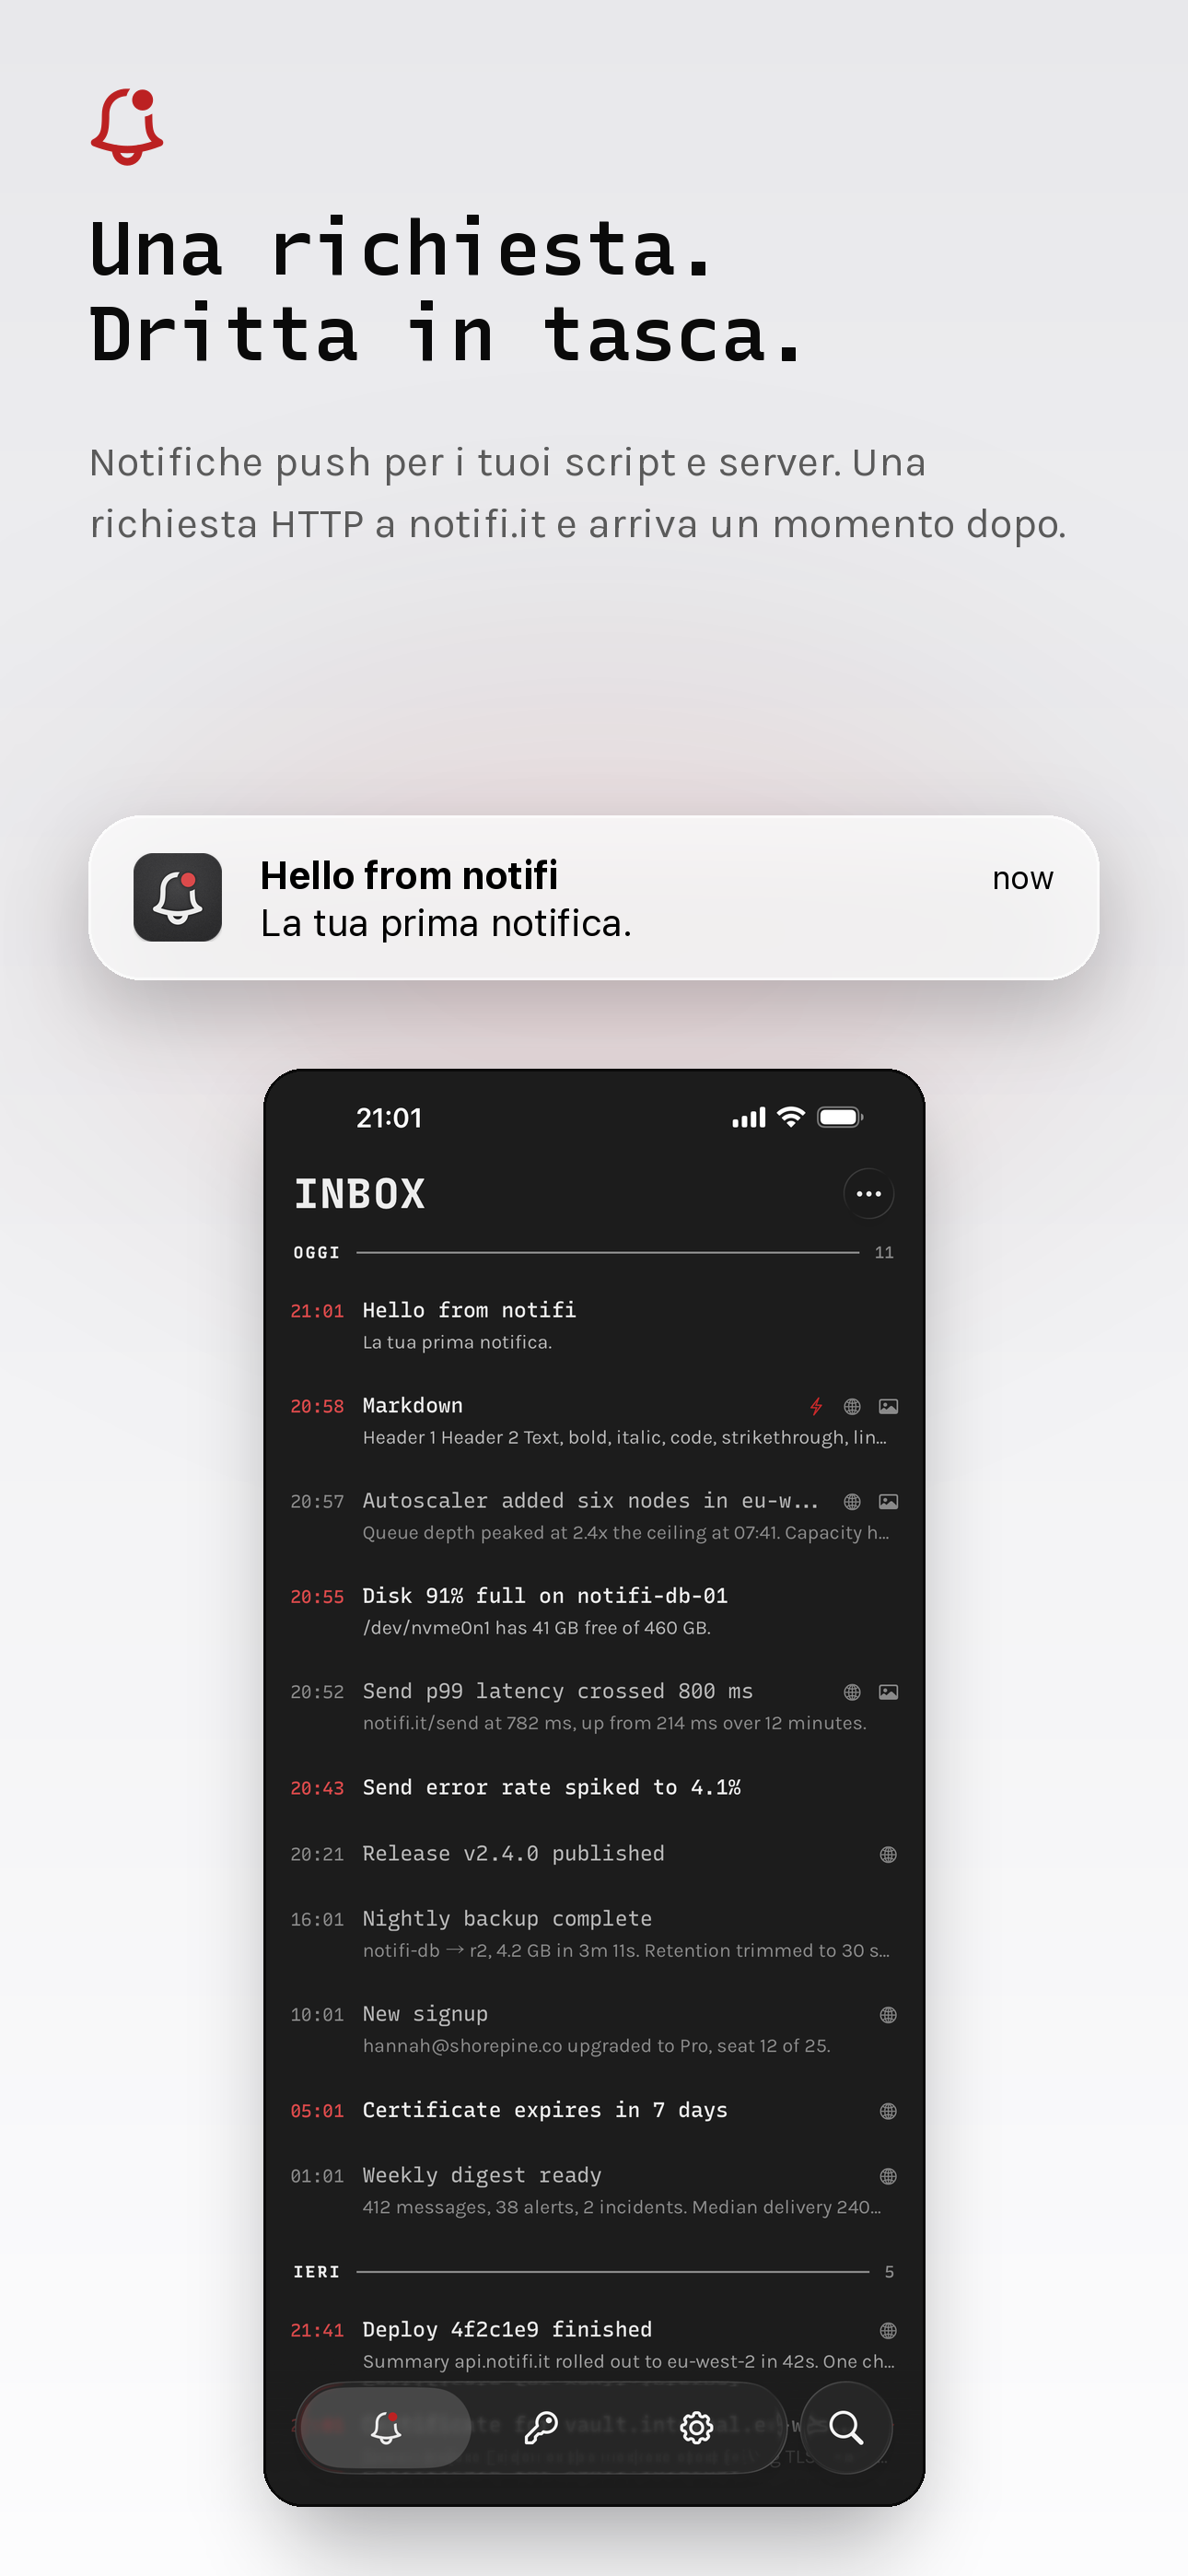 Una richiesta.
Dritta in tasca.
Notifiche push per i tuoi script e server. Una
richiesta HTTP a notifi.it e arriva un momento dopo.
Hello from notifi
now
La tua prima notifica.
21:01
INBOX
OGGI 11
21:01 Hello from notifi
La tua prima notifica.
20:58 Markdown
Header 1 Header 2 Text, bold, italic, code, strikethrough, lin...
20:57 Autoscaler added six nodes in eu-w...
Queue depth peaked at 2.4x the ceiling at 07:41. Capacity h...
20:55 Disk 91% full on notifi-db-01
/dev/nvme0n1 has 41 GB free of 460 GB.
20:52 Send p99 latency crossed 800 ms
notifi.it/send at 782 ms, up from 214 ms over 12 minutes.
20:43 Send error rate spiked to 4.1%
20:21 Release v2.4.0 published
16:01 Nightly backup complete
notifi-db → r2, 4.2 GB in 3m 11s. Retention trimmed to 30 s...
10:01 New signup
hannah@shorepine.co upgraded to Pro, seat 12 of 25.
05:01 Certificate expires in 7 days
01:01 Weekly digest ready
412 messages, 38 alerts, 2 incidents. Median delivery 240...
IERI 5
21:41 Deploy 4f2c1e9 finished
Summary api.notifi.it rolled out to eu-west-2 in 42s. One ch...